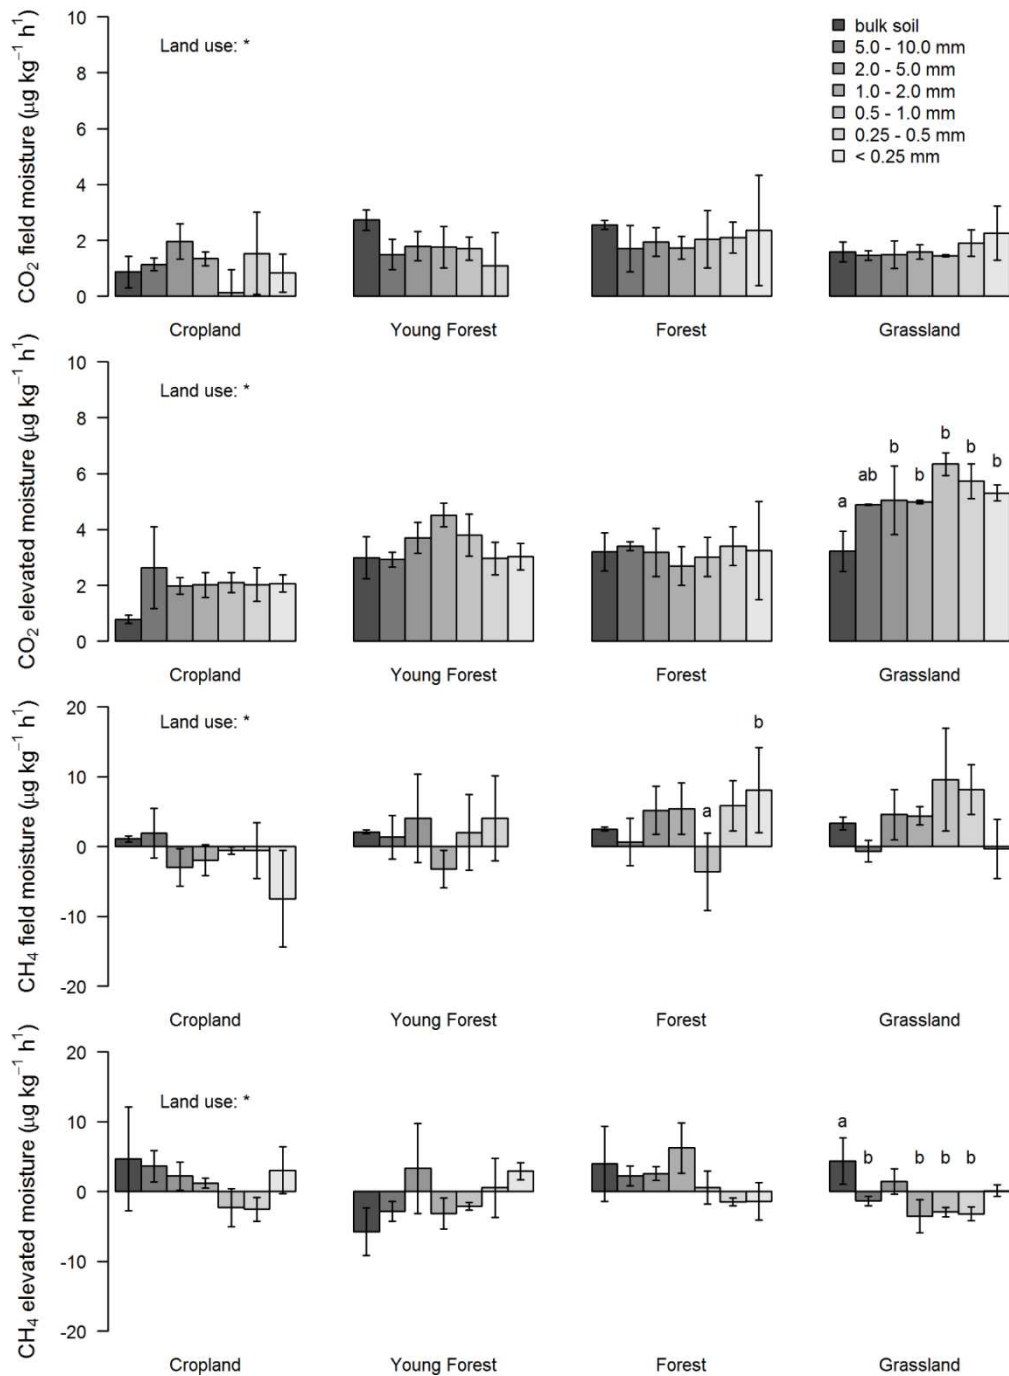 CO₂ field moisture (µg kg⁻¹ h¹)
10
8
6
4
2
0
Land use: *
bulk soil
5.0 - 10.0 mm
2.0 - 5.0 mm
1.0 - 2.0 mm
0.5 - 1.0 mm
0.25 - 0.5 mm
< 0.25 mm
Cropland
Young Forest
Forest
Grassland
CO₂ elevated moisture (µg kg⁻¹ h¹)
10
8
6
4
2
0
Land use: *
a
ab
b
b
b
b
b
Cropland
Young Forest
Forest
Grassland
CH₄ field moisture (µg kg⁻¹ h¹)
20
10
0
-10
-20
Land use: *
a
b
Cropland
Young Forest
Forest
Grassland
CH₄ elevated moisture (µg kg⁻¹ h¹)
20
10
0
-10
-20
Land use: *
a
b
b
b
b
Cropland
Young Forest
Forest
Grassland